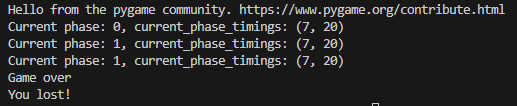 Hello from the pygame community. https://www.pygame.org/contribute.html
Current phase: 0, current_phase_timings: (7, 20)
Current phase: 1, current_phase_timings: (7, 20)
Current phase: 1, current_phase_timings: (7, 20)
Game over
You lost!